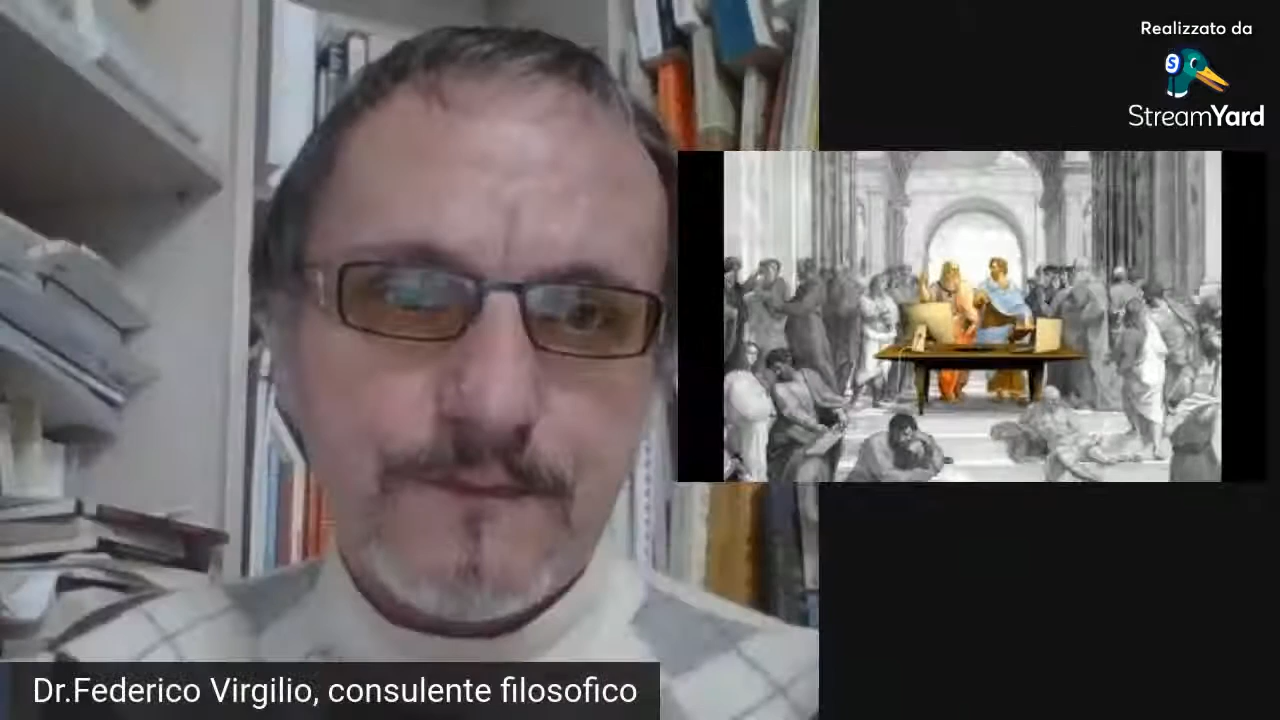 Realizzato da
StreamYard
Dr.Federico Virgilio, consulente filosofico